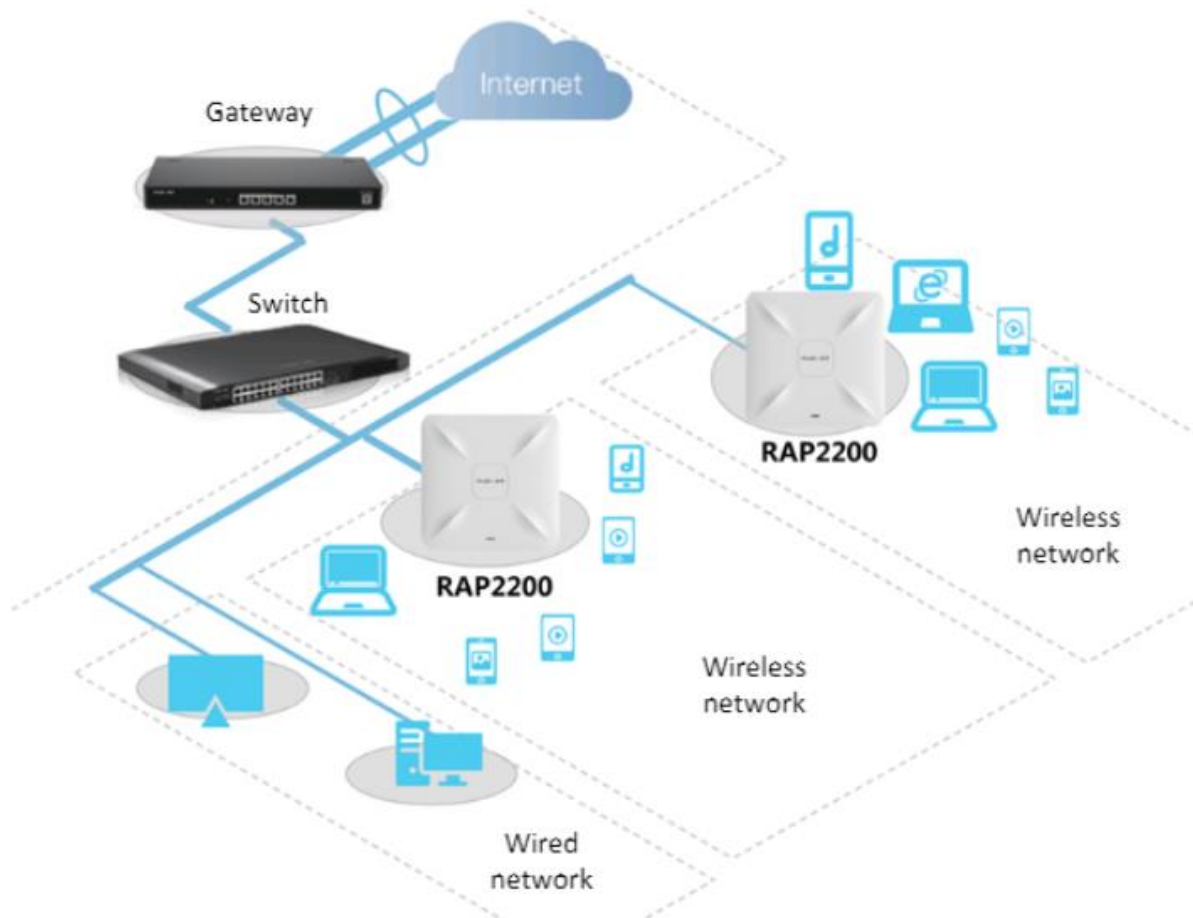 Internet
Gateway
Switch
RAP2200
Wireless
network
RAP2200
Wireless
network
Wired
network